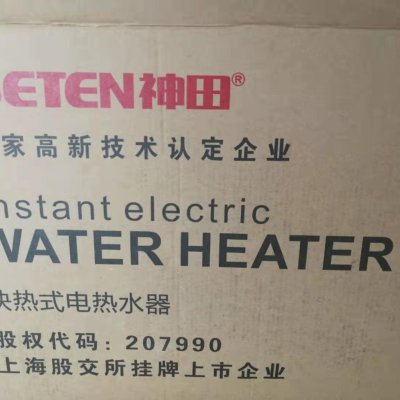 SETEN神田®
家高新技术认定企业
nstant electric
WATER HEATER
快热式电热水器
股权代码: 207990
上海股交所挂牌上市企业